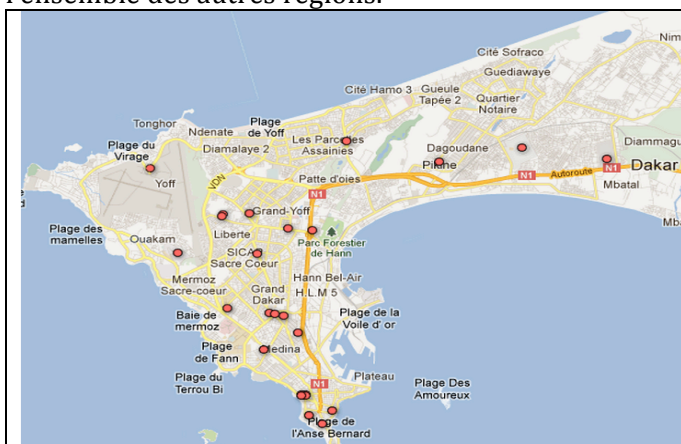 l'ensemble des autres régions.
Nim
Cité Sofraco
Guediawaye
Cité Hamo 3
Gueule
Tapée 2
Quartier
Notaire
Tonghor
Ndenate
Plage
de Yoff
Plage du
Virage
Diamalaye 2
Les Parcelles
Assainies
Dagoudane
Diammagu
Pikine
Yoff
VDN
Patte d'oies
N1
N1
Autoroute
N1
Dakar
Mbatal
Grand-Yoff
Plage des
mamelles
Ouakam
Liberte
Parc Forestier
de Hann
SICAP
Sacre Coeur
Mermoz
Sacre-coeur
Hann Bel-Air
H.L.M 5
Grand
Dakar
Plage de la
Voile d' or
Baie de
mermoz
Plage
de Fann
Medina
Plage du
Terrou Bi
N1
Plateau
Plage Des
Amoureux
Plage de
l'Anse Bernard